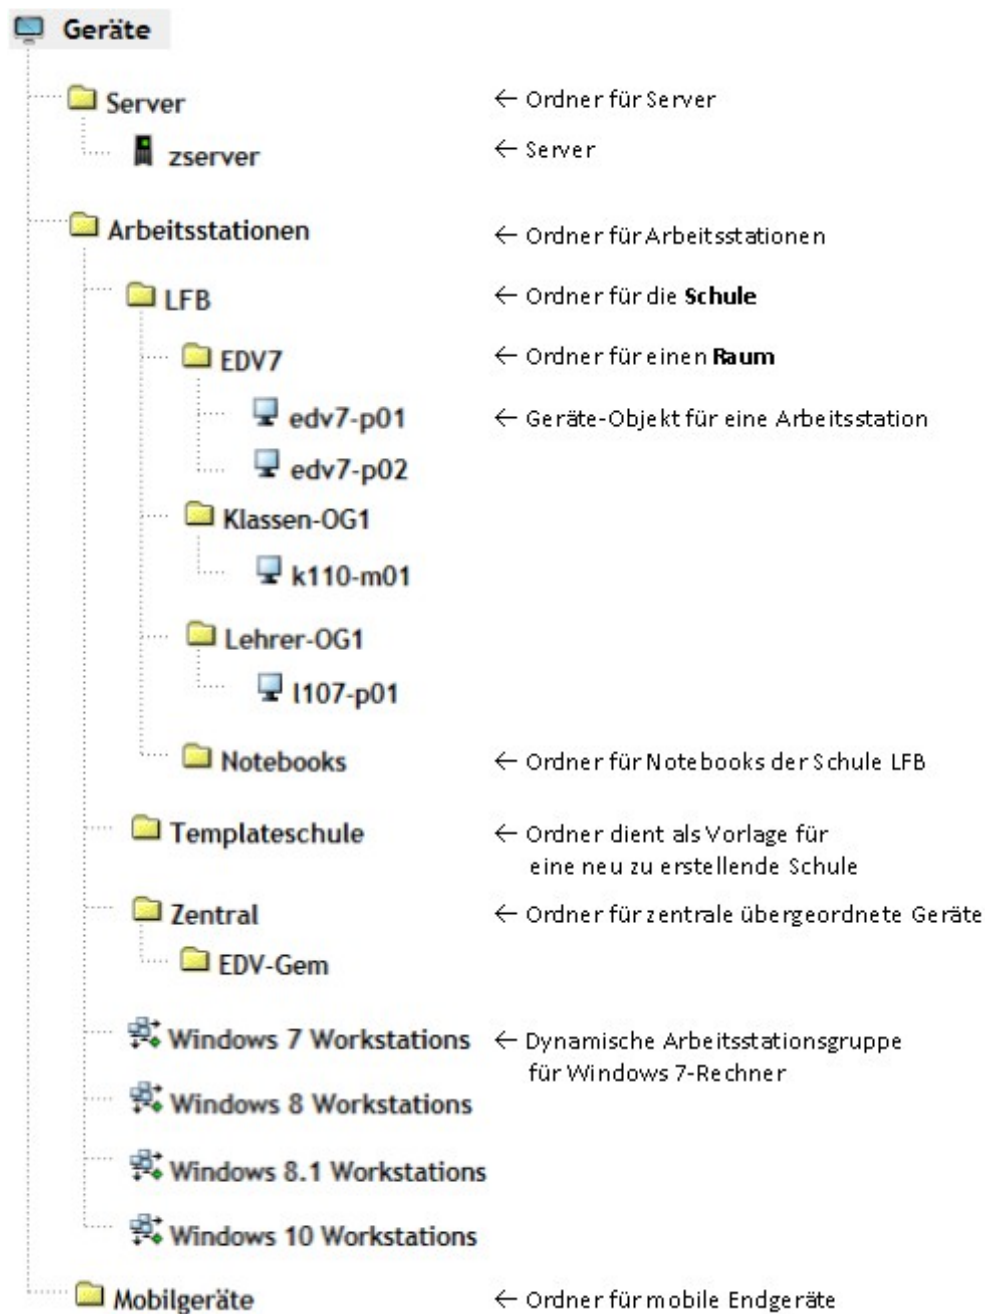 Geräte
Server ← Ordner für Server
zserver ← Server
Arbeitsstationen ← Ordner für Arbeitsstationen
LFB ← Ordner für die Schule
EDV7 ← Ordner für einen Raum
edv7-p01 ← Geräte-Objekt für eine Arbeitsstation
edv7-p02
Klassen-OG1
k110-m01
Lehrer-OG1
l107-p01
Notebooks ← Ordner für Notebooks der Schule LFB
Templateschule ← Ordner dient als Vorlage für
eine neu zu erstellende Schule
Zentral ← Ordner für zentrale übergeordnete Geräte
EDV-Gem
Windows 7 Workstations ← Dynamische Arbeitsstationsgruppe
für Windows 7-Rechner
Windows 8 Workstations
Windows 8.1 Workstations
Windows 10 Workstations
Mobilgeräte ← Ordner für mobile Endgeräte